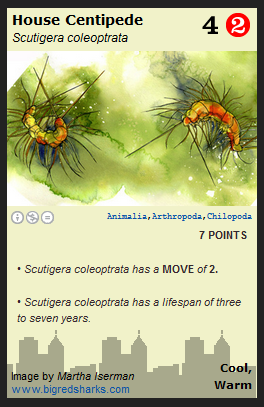 House Centipede
Scutigera coleoptrata
4 2
Animalia, Arthropoda, Chilopoda
7 POINTS
• Scutigera coleoptrata has a MOVE of 2.
• Scutigera coleoptrata has a lifespan of three
to seven years.
Image by Martha Iserman
www.bigredsharks.com
Cool,
Warm